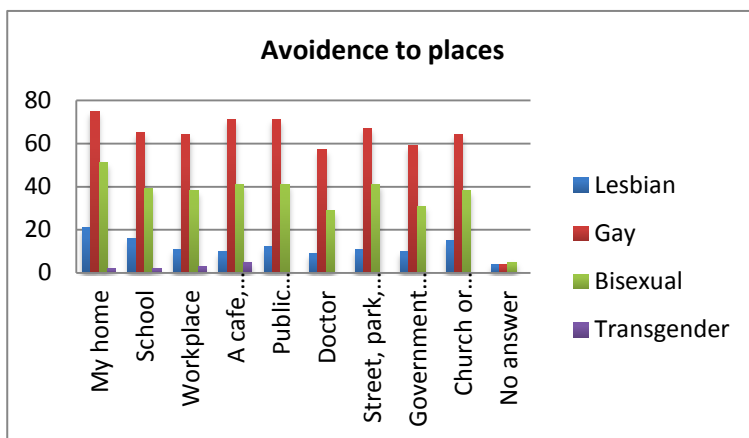 Avoidence to places
80
60
40
20
0
My home
School
Workplace
A cafe,...
Public...
Doctor
Street, park,...
Government...
Church or...
No answer
Lesbian
Gay
Bisexual
Transgender